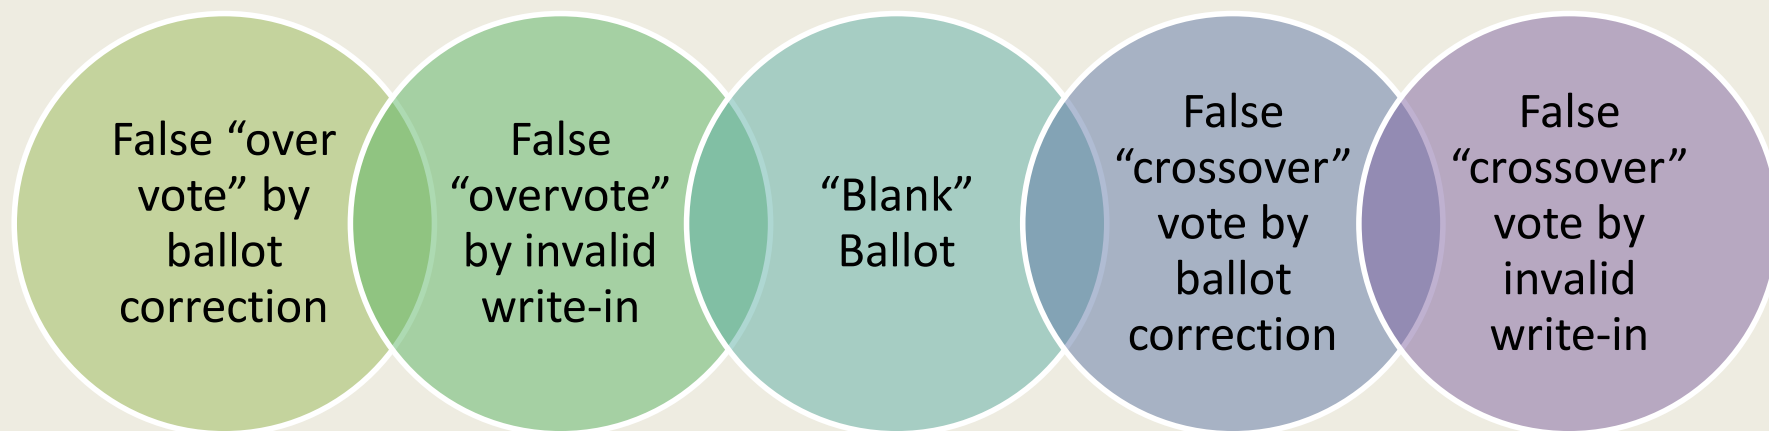 False “over
vote” by
ballot
correction
False
“overvote”
by invalid
write-in
“Blank”
Ballot
False
“crossover”
vote by
ballot
correction
False
“crossover”
vote by
invalid
write-in